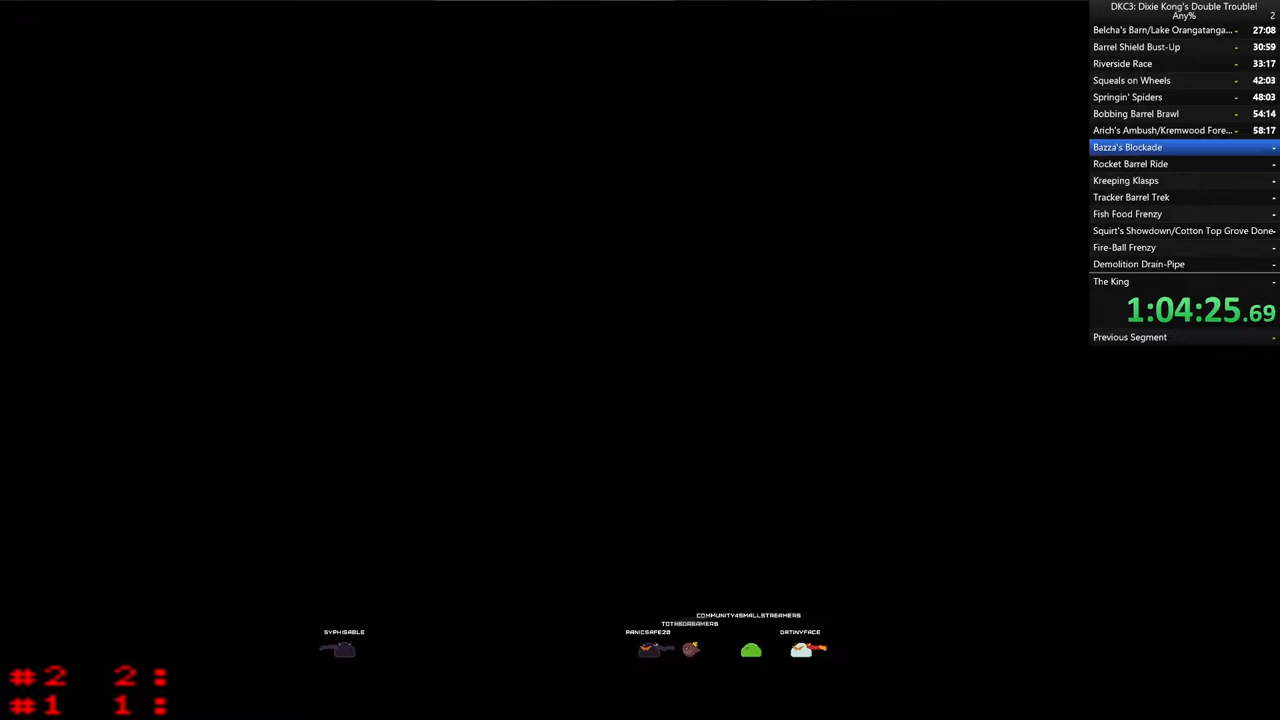 DKC3: Dixie Kong's Double Trouble!
Any% 2
Belcha's Barn/Lake Orangatanga... - 27:08
Barrel Shield Bust-Up - 30:59
Riverside Race - 33:17
Squeals on Wheels - 42:03
Springin' Spiders - 48:03
Bobbing Barrel Brawl - 54:14
Arich's Ambush/Kremwood Fore... - 58:17
Bazza's Blockade -
Rocket Barrel Ride -
Kreeping Klasps -
Tracker Barrel Trek -
Fish Food Frenzy -
Squirt's Showdown/Cotton Top Grove Done -
Fire-Ball Frenzy -
Demolition Drain-Pipe -
The King -
1:04:25.69
Previous Segment -
COMMUNITY4SMALLSTREAMERS
TOTHEDREAMERS
SYPHISABLE PANICSAFE20 DRTINYFACE
#2 2:
#1 1: